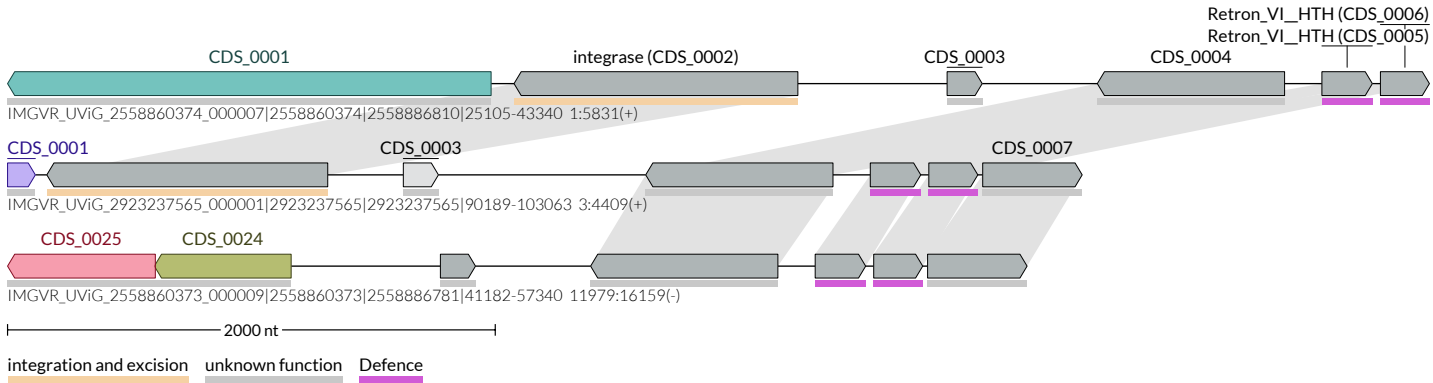 Retron_VI__HTH (CDS_0006)
Retron_VI__HTH (CDS_0005)
CDS_0001 integrase (CDS_0002) CDS_0003 CDS_0004
IMGVR_UViG_2558860374_000007|2558860374|2558886810|25105-43340 1:5831(+)
CDS_0001 CDS_0003 CDS_0007
IMGVR_UViG_2923237565_000001|2923237565|2923237565|90189-103063 3:4409(+)
CDS_0025 CDS_0024
IMGVR_UViG_2558860373_000009|2558860373|2558886781|41182-57340 11979:16159(-)
2000 nt
integration and excision unknown function Defence